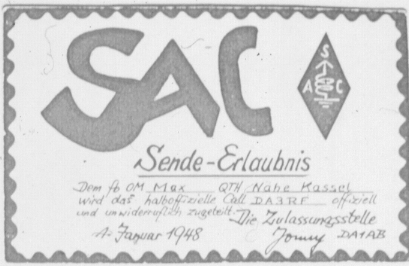 SAC
S
A C
Sende-Erlaubnis
Dem fb OM Max QTH Nähe Kassel
wird das halboffizielle Call DA3RF offiziell
und unwiderruflich zugeteilt. Die Zulassungsstelle
1. Januar 1948 Jonny DA1AB